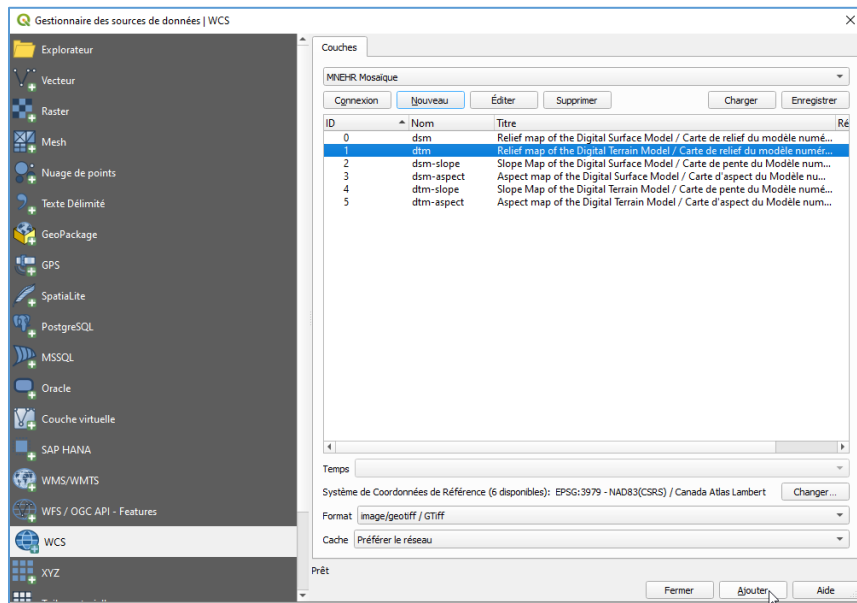 Gestionnaire des sources de données | WCS
Explorateur
Vecteur
Raster
Mesh
Nuage de points
Texte Délimité
GeoPackage
GPS
SpatiaLite
PostgreSQL
MSSQL
Oracle
Couche virtuelle
SAP HANA
WMS/WMTS
WFS / OGC API - Features
WCS
XYZ
Couches
MNEHR Mosaïque
Connexion Nouveau Éditer Supprimer Charger Enregistrer
ID Nom Titre Ré
0 dsm Relief map of the Digital Surface Model / Carte de relief du modèle numé...
1 dtm Relief map of the Digital Terrain Model / Carte de relief du modèle numér...
2 dsm-slope Slope Map of the Digital Surface Model / Carte de pente du Modèle num...
3 dsm-aspect Aspect map of the Digital Surface Model / Carte d'aspect du Modèle nu...
4 dtm-slope Slope Map of the Digital Terrain Model / Carte de pente du Modèle numé...
5 dtm-aspect Aspect map of the Digital Terrain Model / Carte d'aspect du Modèle num...
Temps
Système de Coordonnées de Référence (6 disponibles): EPSG:3979 - NAD83(CSRS) / Canada Atlas Lambert Changer...
Format image/geotiff / GTiff
Cache Préférer le réseau
Prêt
Fermer Ajouter Aide